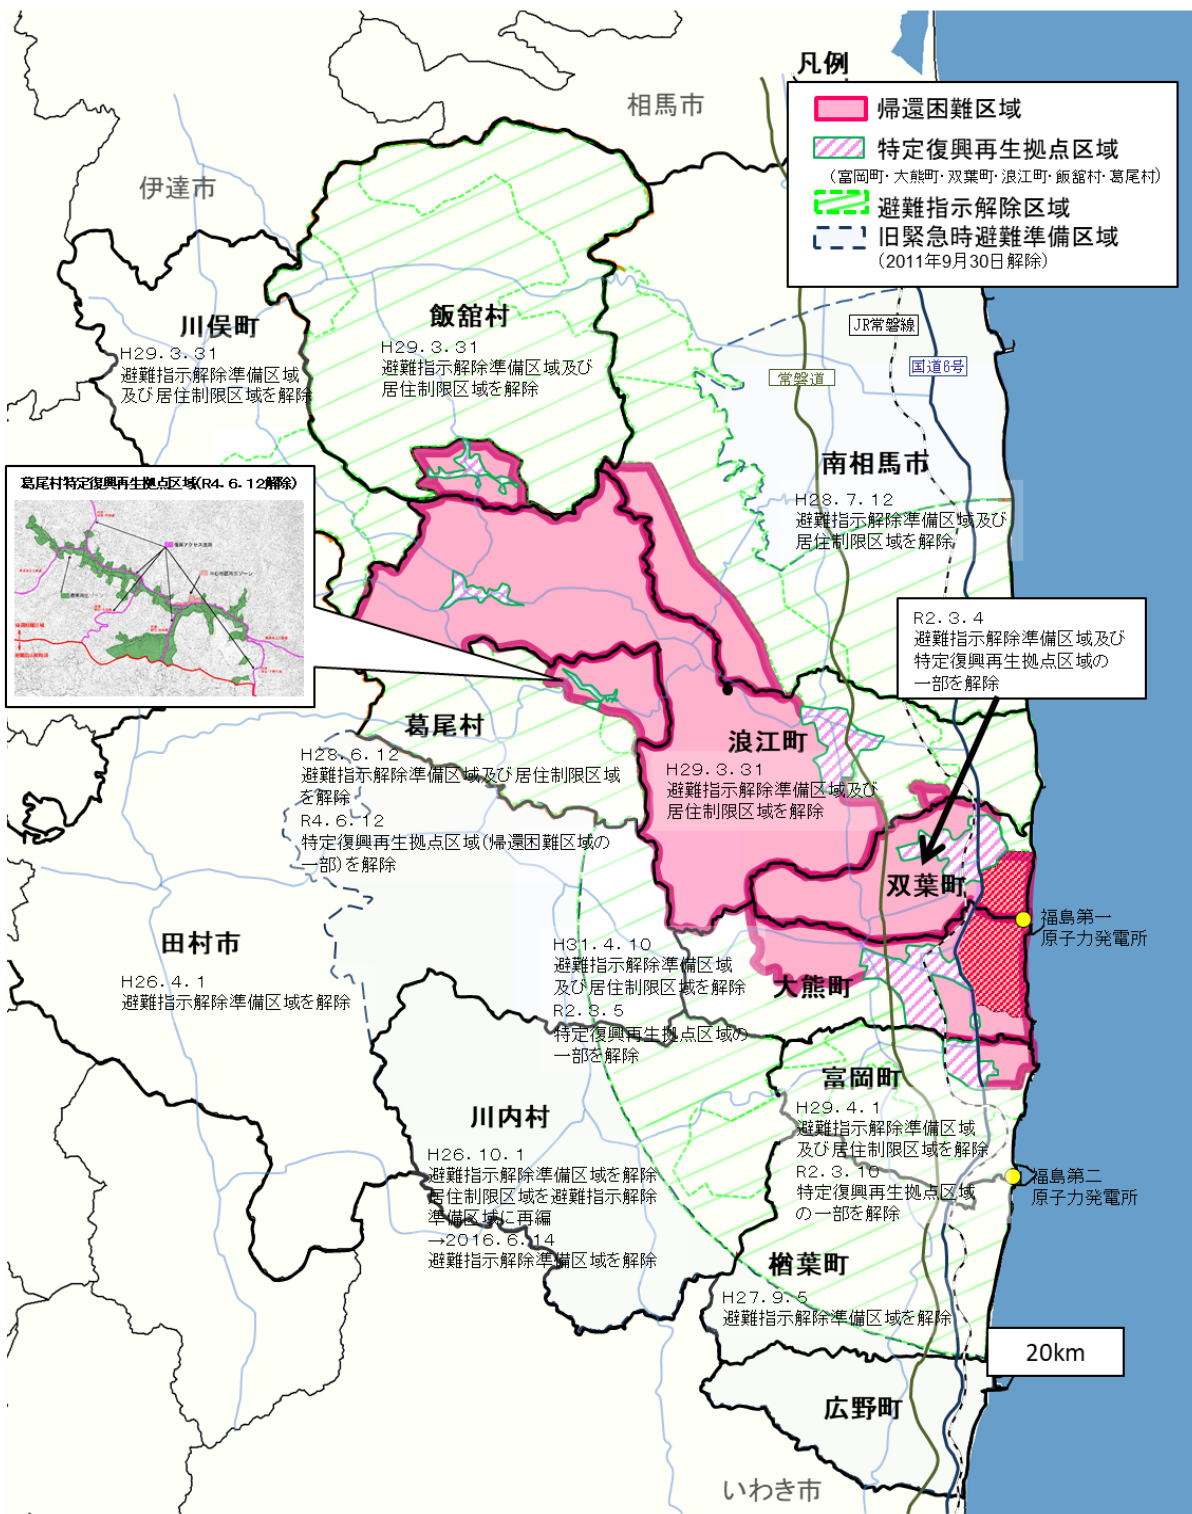 凡例
帰還困難区域
特定復興再生拠点区域
(富岡町・大熊町・双葉町・浪江町・飯舘村・葛尾村)
避難指示解除区域
旧緊急時避難準備区域
(2011年9月30日解除)
相馬市
伊達市
川俣町
H29.3.31
避難指示解除準備区域
及び居住制限区域を解除
飯舘村
H29.3.31
避難指示解除準備区域及び
居住制限区域を解除
JR常磐線
国道6号
常磐道
南相馬市
H28.7.12
避難指示解除準備区域及び
居住制限区域を解除
葛尾村特定復興再生拠点区域(R4.6.12解除)
R2.3.4
避難指示解除準備区域及び
特定復興再生拠点区域の
一部を解除
葛尾村
H28.6.12
避難指示解除準備区域及び居住制限区域
を解除
R4.6.12
特定復興再生拠点区域(帰還困難区域の
一部)を解除
浪江町
H29.3.31
避難指示解除準備区域及び
居住制限区域を解除
双葉町
福島第一
原子力発電所
田村市
H26.4.1
避難指示解除準備区域を解除
大熊町
H31.4.10
避難指示解除準備区域
及び居住制限区域を解除
R2.3.5
特定復興再生拠点区域の
一部を解除
富岡町
H29.4.1
避難指示解除準備区域
及び居住制限区域を解除
R2.3.10
特定復興再生拠点区域
の一部を解除
川内村
H26.10.1
避難指示解除準備区域を解除
居住制限区域を避難指示解除
準備区域に再編
→2016.6.14
避難指示解除準備区域を解除
福島第二
原子力発電所
楢葉町
H27.9.5
避難指示解除準備区域を解除
20km
広野町
いわき市